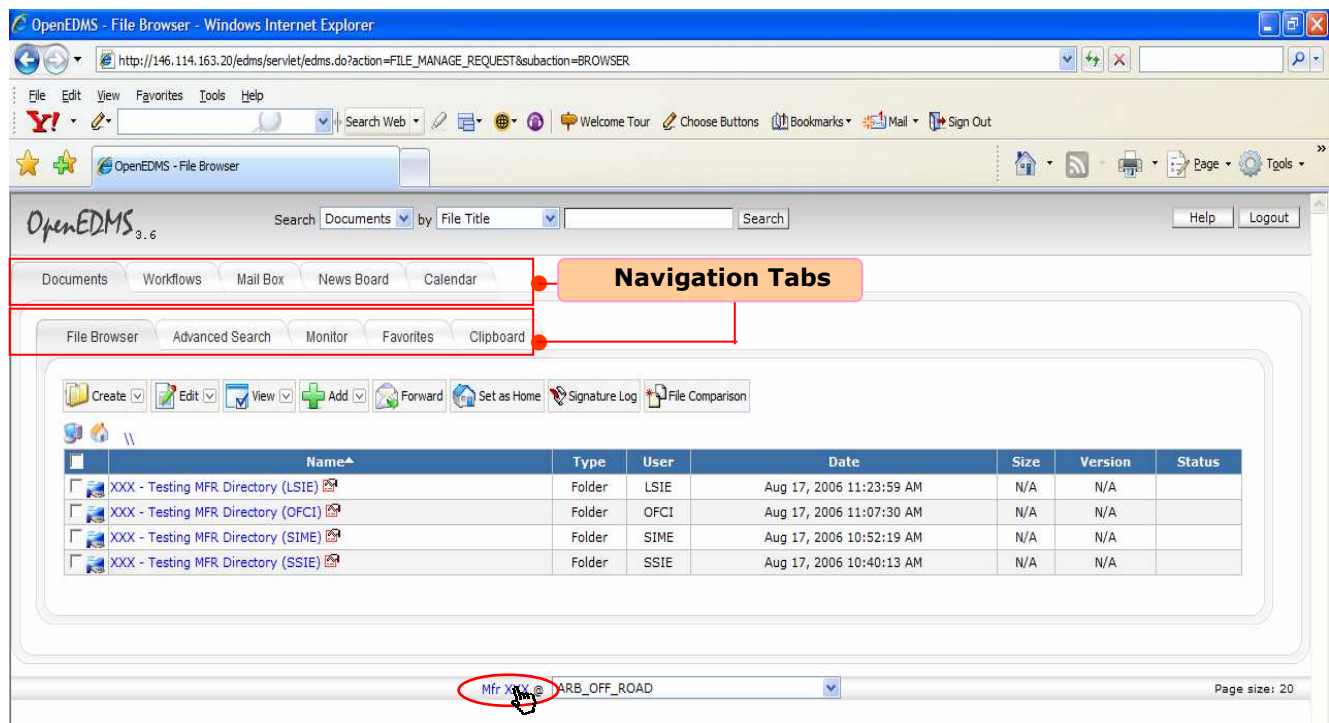 OpenEDMS - File Browser - Windows Internet Explorer
http://146.114.163.20/edms/servlet/edms.do?action=FILE_MANAGE_REQUEST&subaction=BROWSER
File Edit View Favorites Tools Help
Y! Search Web Welcome Tour Choose Buttons Bookmarks Mail Sign Out
OpenEDMS - File Browser Page Tools »
OpenEDMS 3.6 Search Documents by File Title Search Help Logout
Documents Workflows Mail Box News Board Calendar Navigation Tabs
File Browser Advanced Search Monitor Favorites Clipboard
Create Edit View Add Forward Set as Home Signature Log File Comparison
\\
Name Type User Date Size Version Status
XXX - Testing MFR Directory (LSIE) Folder LSIE Aug 17, 2006 11:23:59 AM N/A N/A
XXX - Testing MFR Directory (OFCI) Folder OFCI Aug 17, 2006 11:07:30 AM N/A N/A
XXX - Testing MFR Directory (SIME) Folder SIME Aug 17, 2006 10:52:19 AM N/A N/A
XXX - Testing MFR Directory (SSIE) Folder SSIE Aug 17, 2006 10:40:13 AM N/A N/A
Mfr XXX @ ARB_OFF_ROAD Page size: 20